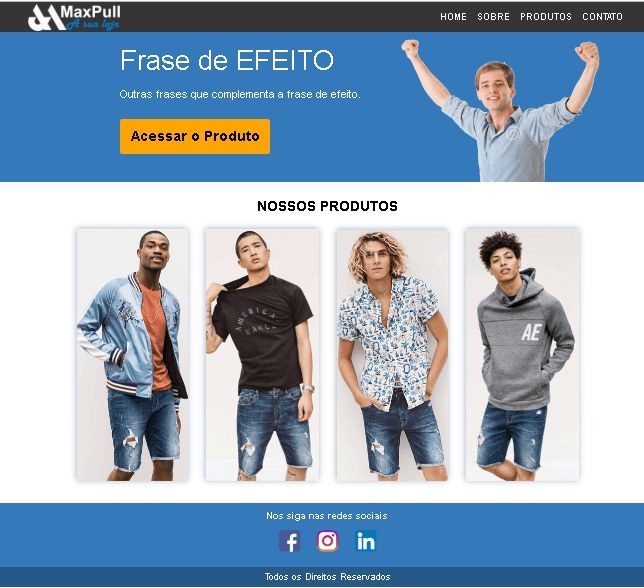 MaxPull
A sua loja
HOME SOBRE PRODUTOS CONTATO
Frase de EFEITO
Outras frases que complementa a frase de efeito.
Acessar o Produto
NOSSOS PRODUTOS
AMERICAN
EAGLE
AE
Nos siga nas redes sociais
f
in
Todos os Direitos Reservados